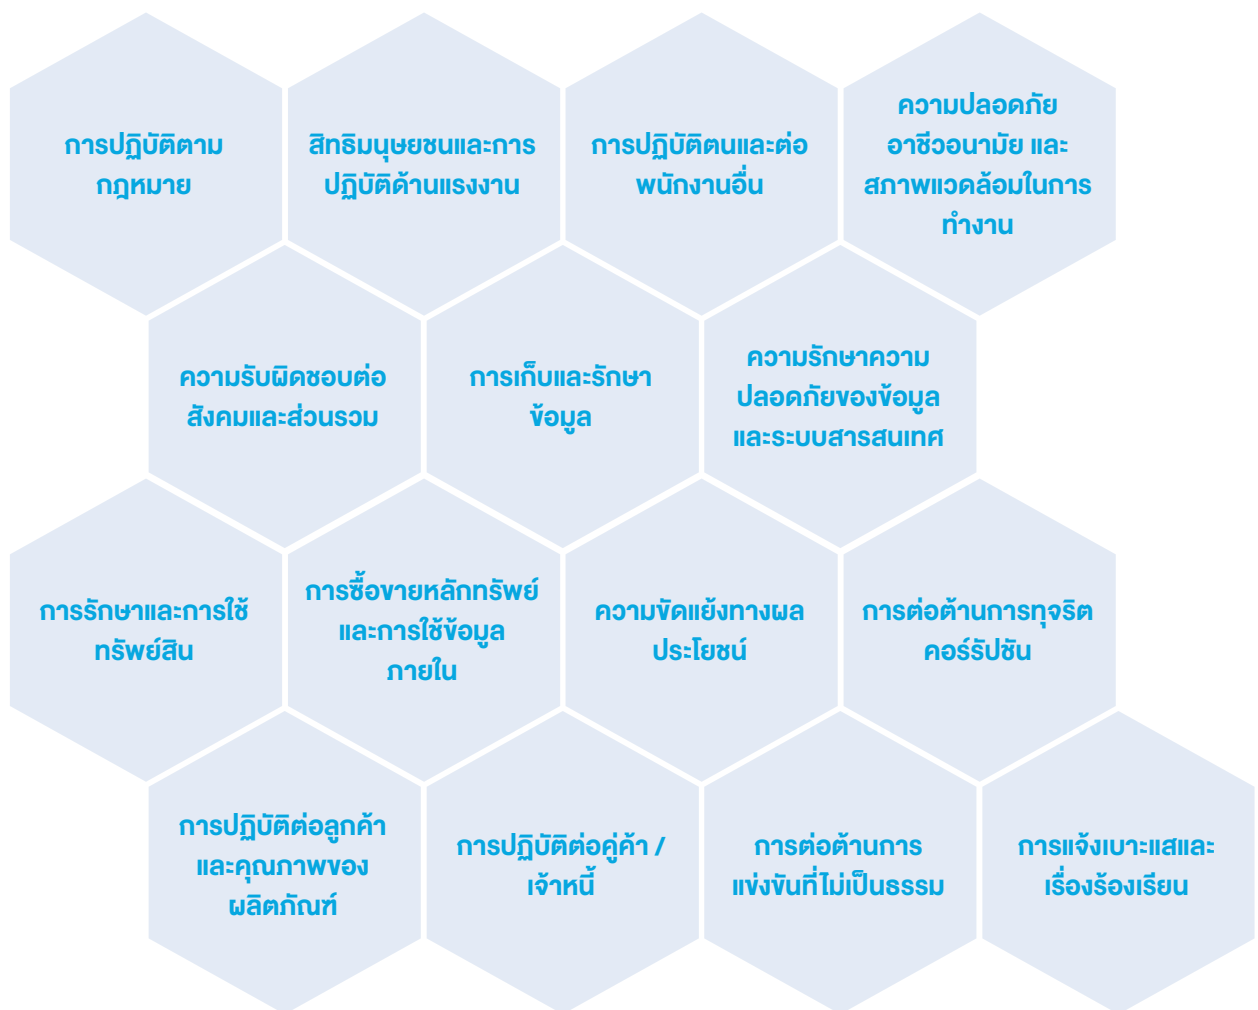 การปฏิบัติตาม
กฎหมาย
สิทธิมนุษยชนและการ
ปฏิบัติด้านแรงงาน
การปฏิบัติตนและต่อ
พนักงานอื่น
ความปลอดภัย
อาชีวอนามัย และ
สภาพแวดล้อมในการ
ทำงาน
ความรับผิดชอบต่อ
สังคมและส่วนรวม
การเก็บและรักษา
ข้อมูล
ความรักษาความ
ปลอดภัยของข้อมูล
และระบบสารสนเทศ
การรักษาและการใช้
ทรัพย์สิน
การซื้อขายหลักทรัพย์
และการใช้ข้อมูล
ภายใน
ความขัดแย้งทางผล
ประโยชน์
การต่อต้านการทุจริต
คอร์รัปชัน
การปฏิบัติต่อลูกค้า
และคุณภาพของ
ผลิตภัณฑ์
การปฏิบัติต่อคู่ค้า /
เจ้าหนี้
การต่อต้านการ
แข่งขันที่ไม่เป็นธรรม
การแจ้งเบาะแสและ
เรื่องร้องเรียน